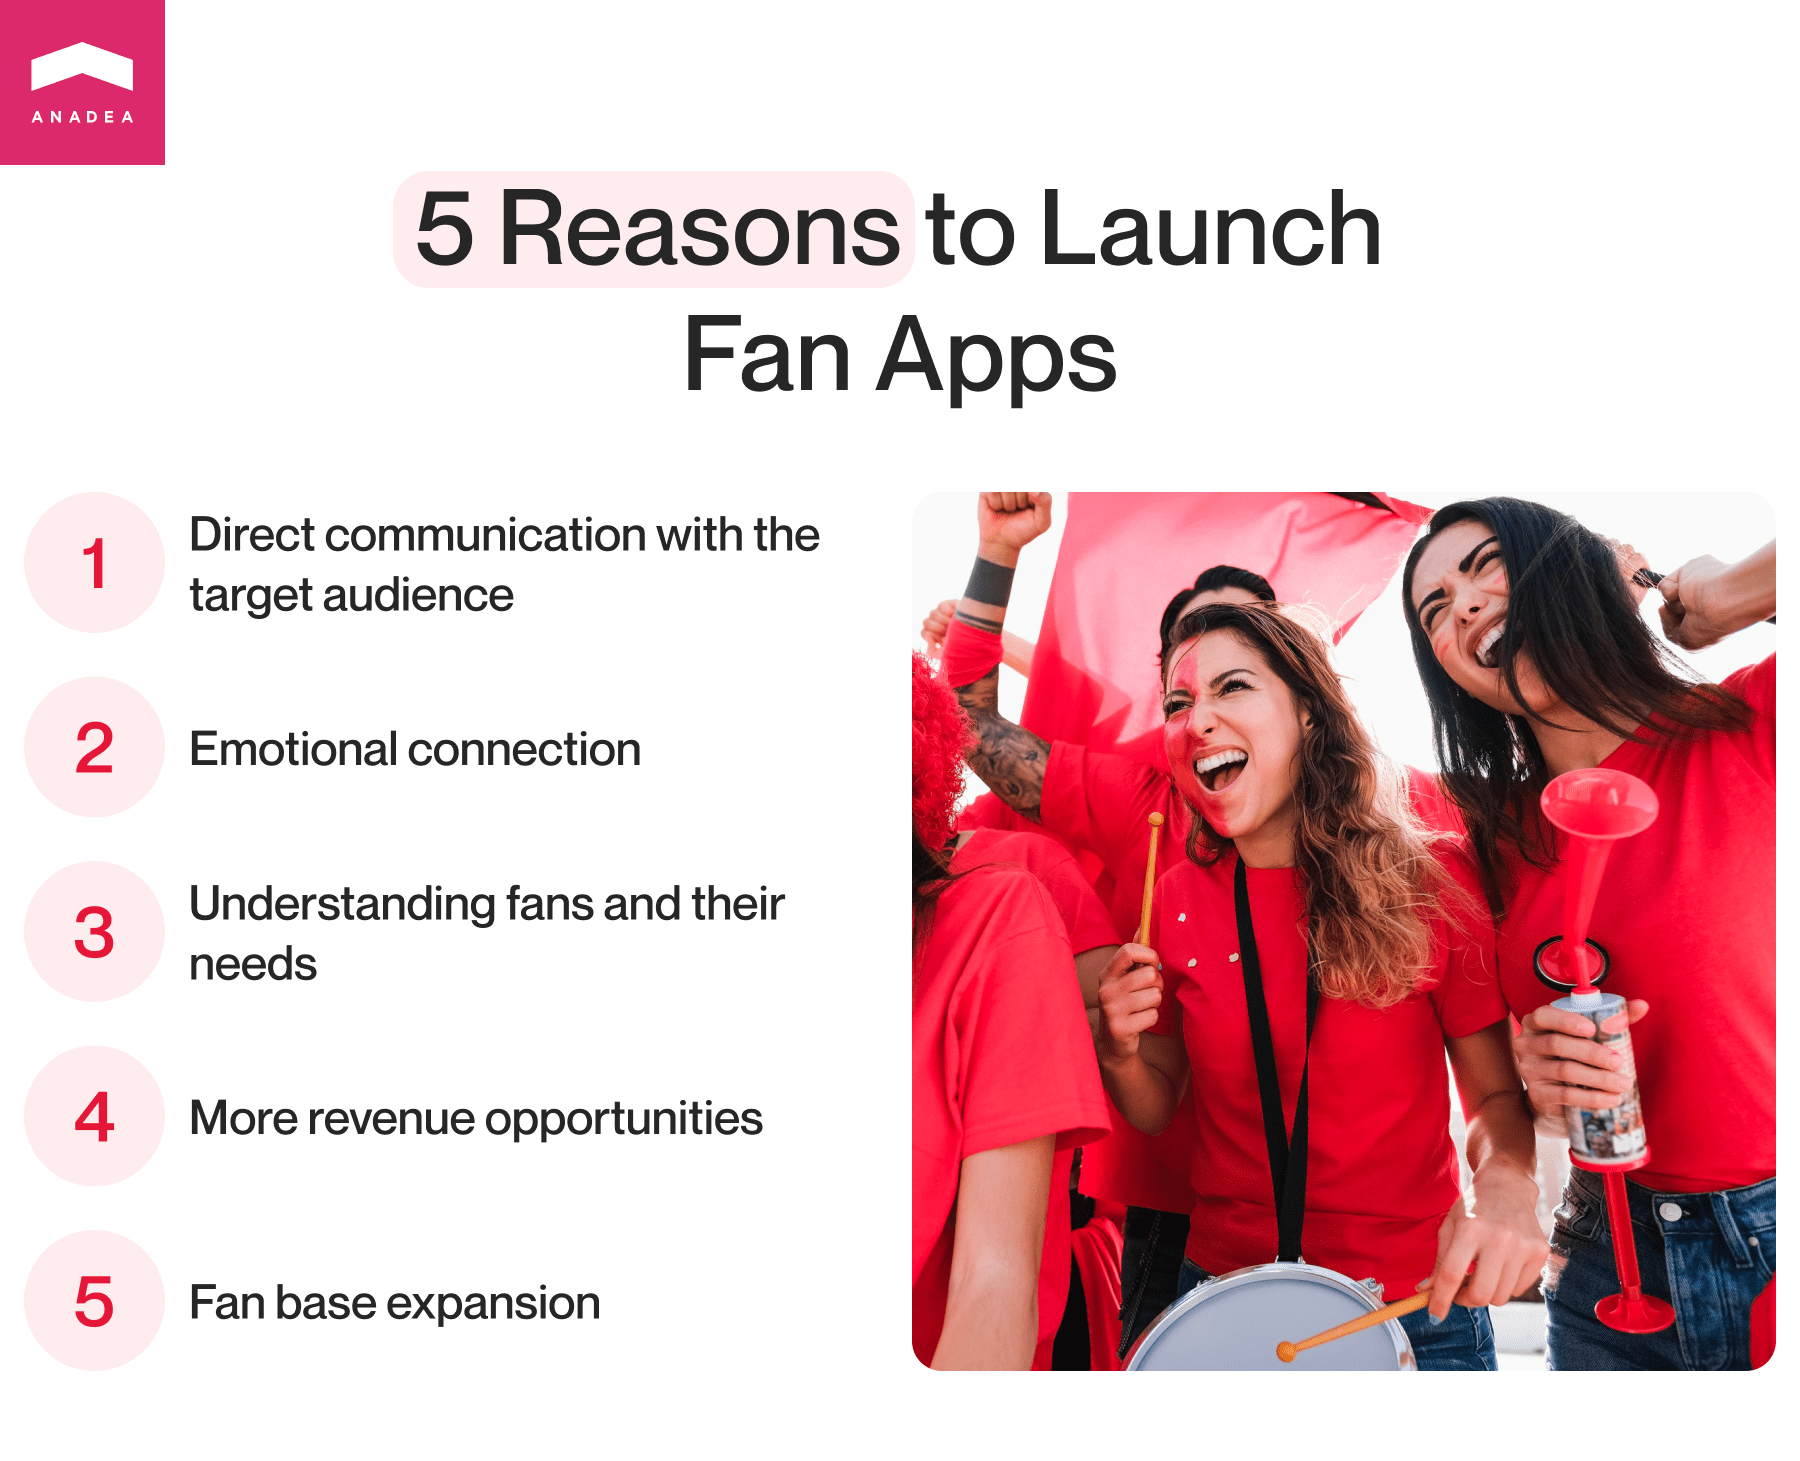 ANADEA
5 Reasons to Launch
Fan Apps
1
Direct communication with the
target audience
2
Emotional connection
3
Understanding fans and their
needs
4
More revenue opportunities
5
Fan base expansion